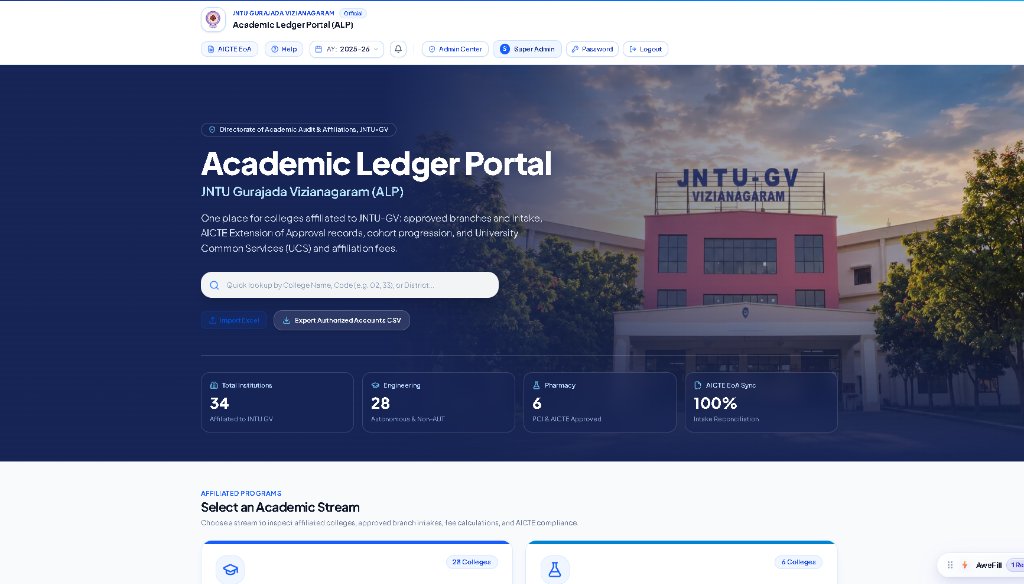 JNTU GURAJADA VIZIANAGARAM Official
Academic Ledger Portal (ALP)
AICTE EoA Help AY: 2025-26 Admin Center S Super Admin Password Logout
Directorate of Academic Audit & Affiliations, JNTU-GV
Academic Ledger Portal
JNTU Gurajada Vizianagaram (ALP)
One place for colleges affiliated to JNTU-GV: approved branches and intake,
AICTE Extension of Approval records, cohort progression, and University
Common Services (UCS) and affiliation fees.
JNTU-GV
VIZIANAGARAM
Quick lookup by College Name, Code (e.g. 02, 33), or District...
Import Excel Export Authorized Accounts CSV
Total Institutions
34
Affiliated to JNTU GV
Engineering
28
Autonomous & Non-AUT
Pharmacy
6
PCI & AICTE Approved
AICTE EoA Sync
100%
Intake Reconciliation
AFFILIATED PROGRAMS
Select an Academic Stream
Choose a stream to inspect affiliated colleges, approved branch intakes, fee calculations, and AICTE compliance.
28 Colleges
6 Colleges
AweFill